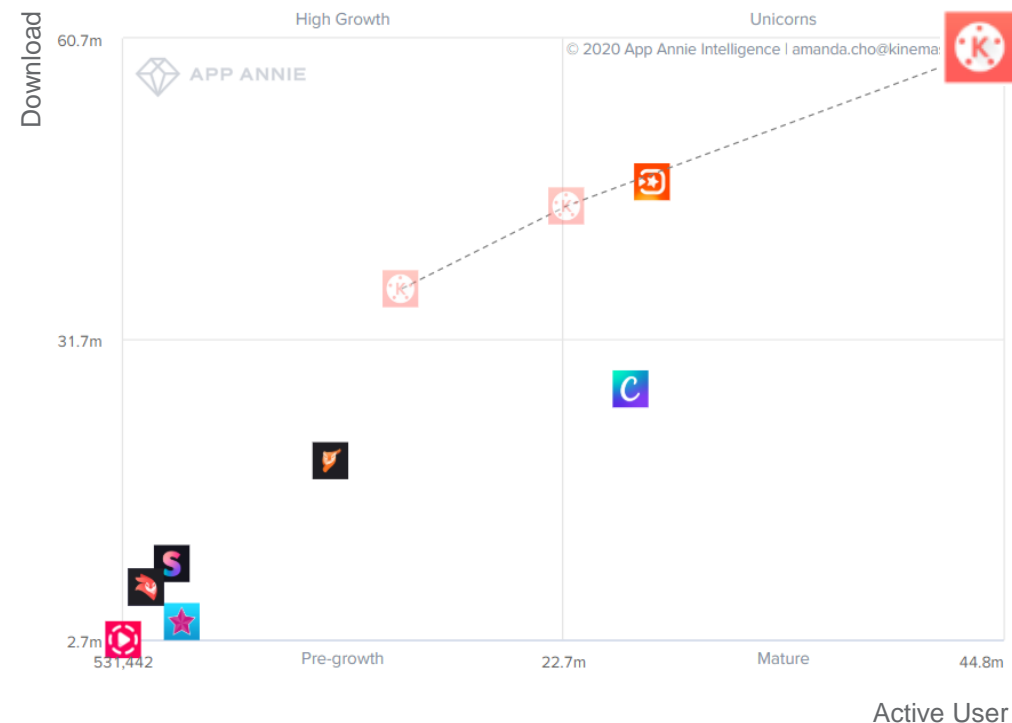 High Growth
Unicorns
Download
60.7m
© 2020 App Annie Intelligence | amanda.cho@kinemas
APP ANNIE
K
K
K
31.7m
C
S
2.7m
531,442
Pre-growth
22.7m
Mature
44.8m
Active User